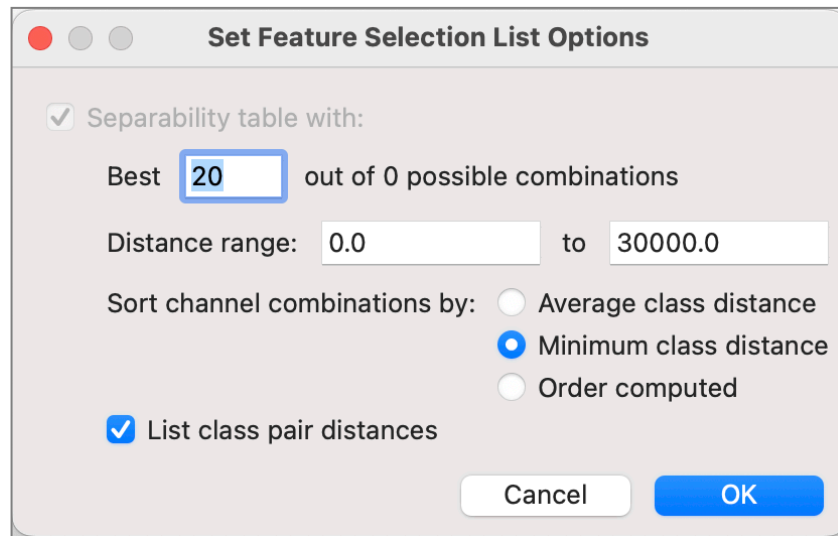 Set Feature Selection List Options
Separability table with:
Best 20 out of 0 possible combinations
Distance range: 0.0 to 30000.0
Sort channel combinations by: Average class distance
Minimum class distance
Order computed
List class pair distances
Cancel OK